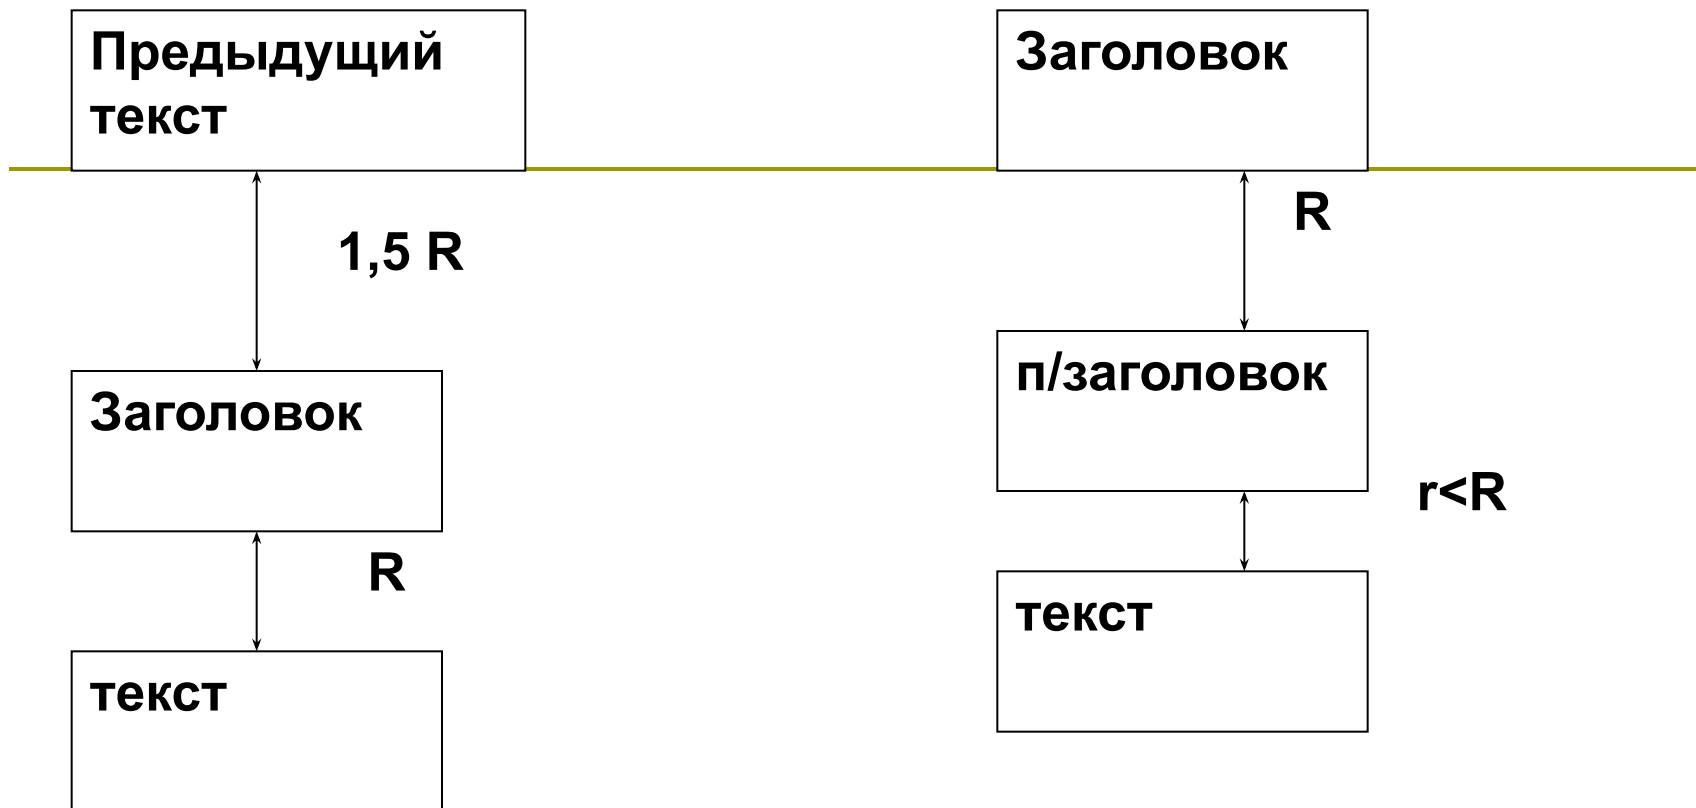 Предыдущий
текст
1,5 R
Заголовок
R
текст
Заголовок
R
п/заголовок
r<R
текст